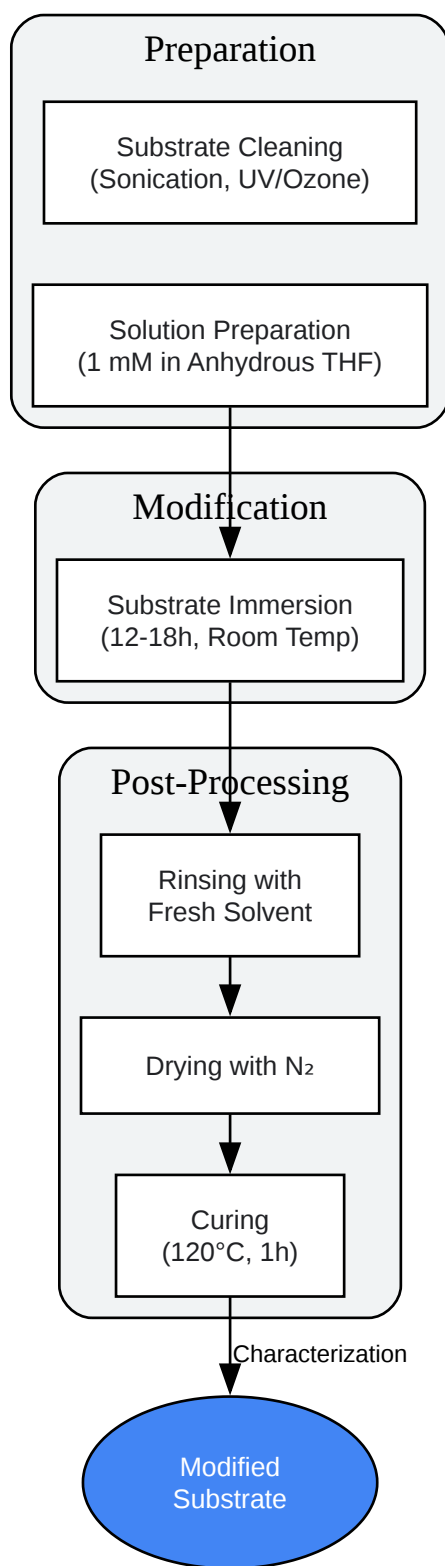 Preparation
Substrate Cleaning
(Sonication, UV/Ozone)
Solution Preparation
(1 mM in Anhydrous THF)
Modification
Substrate Immersion
(12-18h, Room Temp)
Post-Processing
Rinsing with
Fresh Solvent
Drying with N₂
Curing
(120°C, 1h)
Characterization
Modified
Substrate